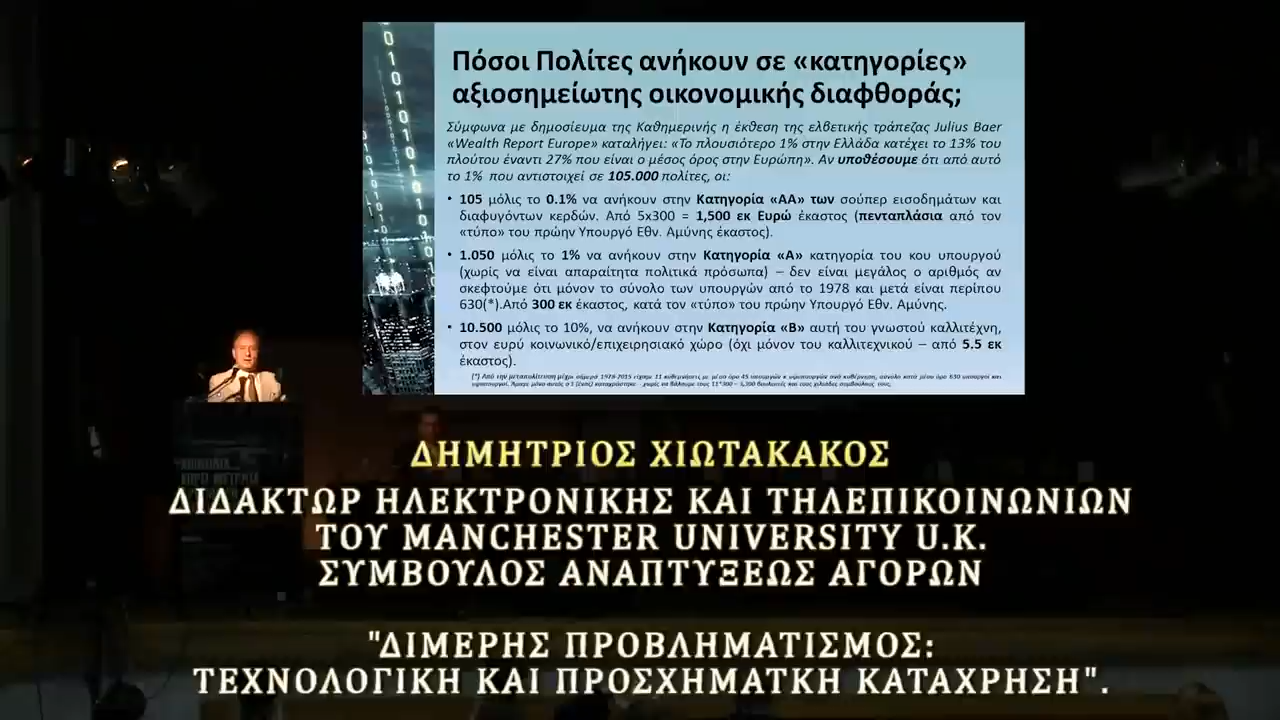 Πόσοι Πολίτες ανήκουν σε «κατηγορίες»
αξιοσημείωτης οικονομικής διαφθοράς;
Σύμφωνα με δημοσίευμα της Καθημερινής η έκθεση της ελβετικής τράπεζας Julius Baer
«Wealth Report Europe» καταλήγει: «Το πλουσιότερο 1% στην Ελλάδα κατέχει το 13% του
πλούτου έναντι 27% που είναι ο μέσος όρος στην Ευρώπη». Αν υποθέσουμε ότι από αυτό
το 1% που αντιστοιχεί σε 105.000 πολίτες, οι:
• 105 μόλις το 0.1% να ανήκουν στην Κατηγορία «ΑΑ» των σούπερ εισοδημάτων και
διαφυγόντων κερδών. Από 5x300 = 1,500 εκ Ευρώ έκαστος (πενταπλάσια από τον
«τύπο» του πρώην Υπουργό Εθν. Αμύνης έκαστος).
• 1.050 μόλις το 1% να ανήκουν στην Κατηγορία «Α» κατηγορία του κου υπουργού
(χωρίς να είναι απαραίτητα πολιτικά πρόσωπα) – δεν είναι μεγάλος ο αριθμός αν
σκεφτούμε ότι μόνον το σύνολο των υπουργών από το 1978 και μετά είναι περίπου
630(*).Από 300 εκ έκαστος, κατά τον «τύπο» του πρώην Υπουργό Εθν. Αμύνης.
• 10.500 μόλις το 10%, να ανήκουν στην Κατηγορία «Β» αυτή του γνωστού καλλιτέχνη,
στον ευρύ κοινωνικό/επιχειρησιακό χώρο (όχι μόνον του καλλιτεχνικού – από 5.5 εκ
έκαστος).
ΔΗΜΗΤΡΙΟΣ ΧΙΩΤΑΚΑΚΟΣ
ΔΙΔΑΚΤΩΡ ΗΛΕΚΤΡΟΝΙΚΗΣ ΚΑΙ ΤΗΛΕΠΙΚΟΙΝΩΝΙΩΝ
ΤΟΥ MANCHESTER UNIVERSITY U.K.
ΣΥΜΒΟΥΛΟΣ ΑΝΑΠΤΥΞΕΩΣ ΑΓΟΡΩΝ
"ΔΙΜΕΡΗΣ ΠΡΟΒΛΗΜΑΤΙΣΜΟΣ:
ΤΕΧΝΟΛΟΓΙΚΗ ΚΑΙ ΠΡΟΣΧΗΜΑΤΚΗ ΚΑΤΑΧΡΗΣΗ".